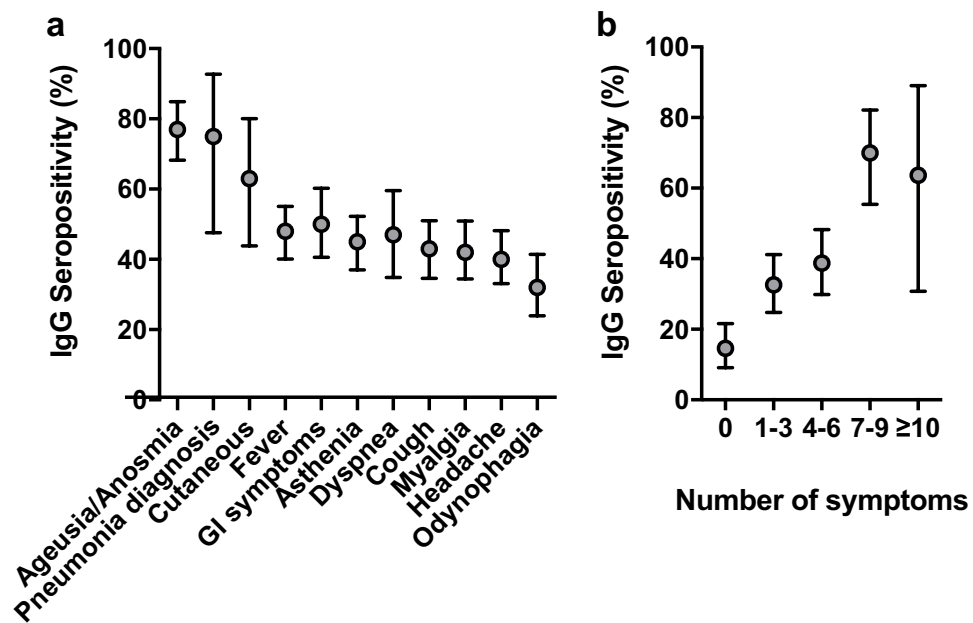 a
IgG Seropositivity (%)
100
80
60
40
20
0
Ageusia/Anosmia
Pneumonia diagnosis
Cutaneous
Fever
GI symptoms
Asthenia
Dyspnea
Cough
Myalgia
Headache
Odynophagia
b
IgG Seropositivity (%)
100
80
60
40
20
0
0 1-3 4-6 7-9 ≥10
Number of symptoms